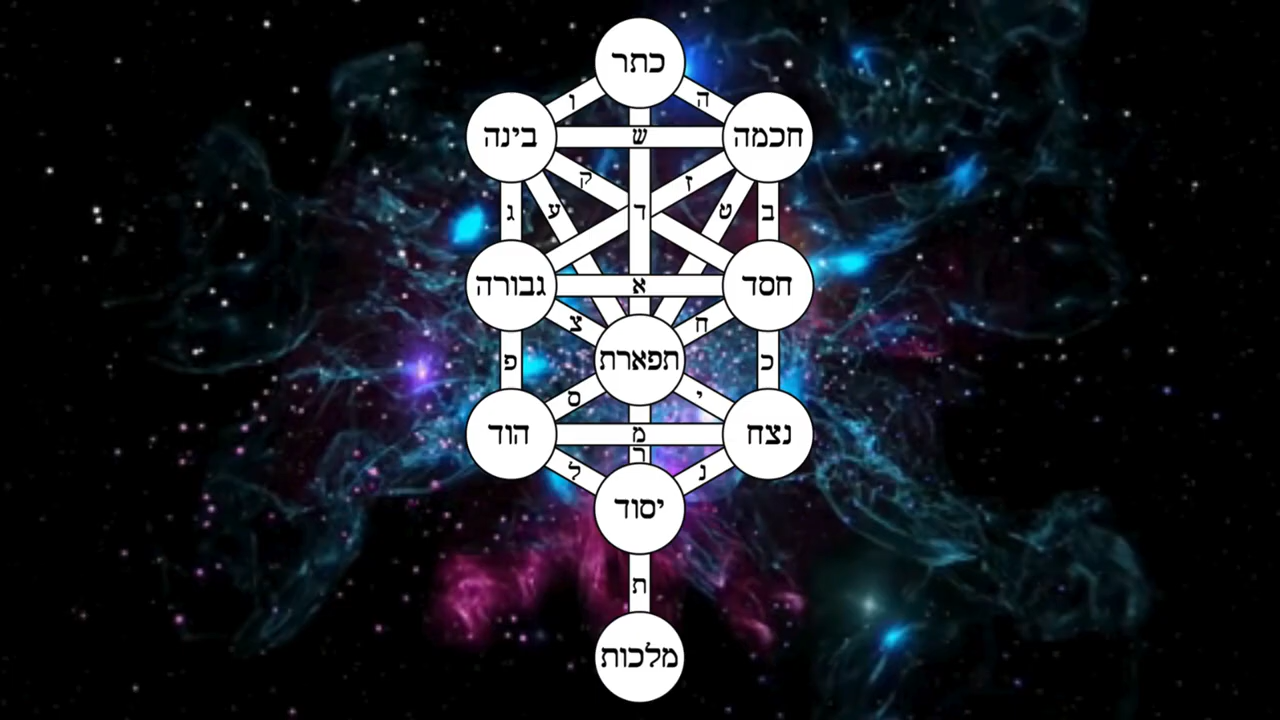 כתר
ה
ו
חכמה
ש
בינה
ז
ק
ב
ט
ד
ע
ג
חסד
א
גבורה
ח
צ
כ
תפארת
פ
י
ס
נצח
מ
הוד
ר
נ
ל
יסוד
ת
מלכות